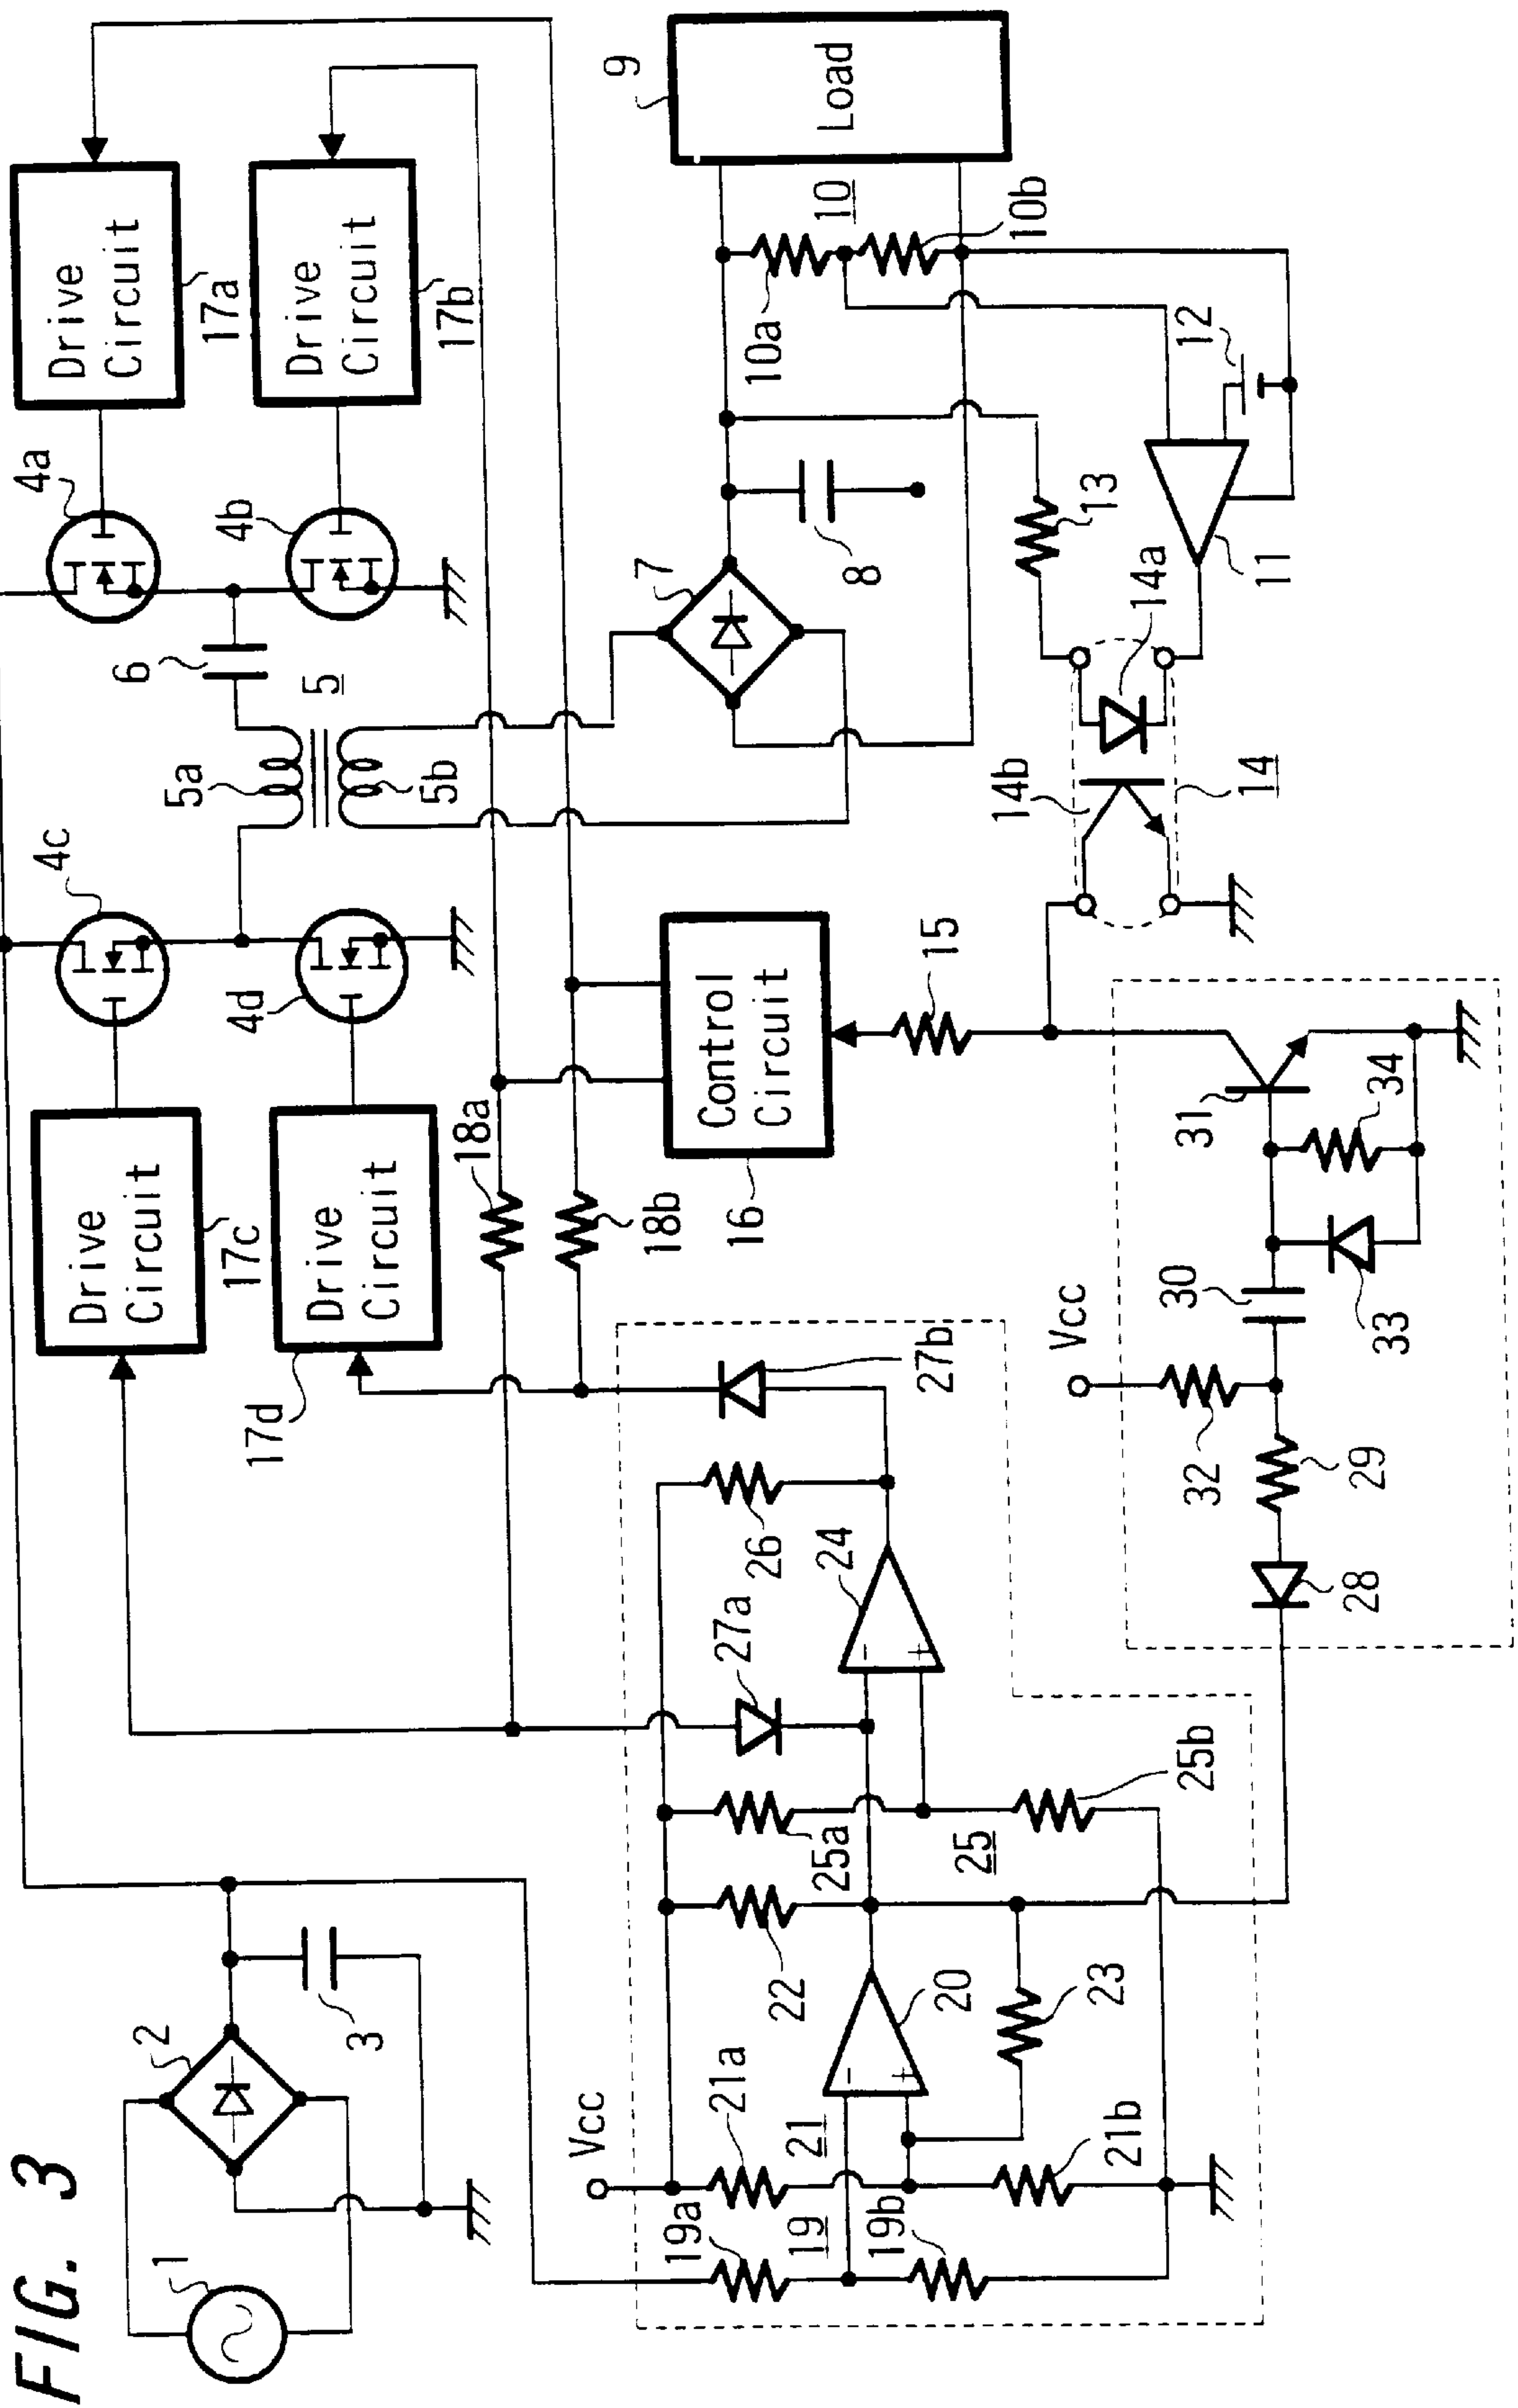 FIG. 3
1
2
3
4c
4a
Drive
Circuit
17c
Drive
Circuit
17a
4d
4b
Drive
Circuit
17d
Drive
Circuit
17b
5a
5
5b
6
18a
18b
Control
Circuit
16
15
7
8
9
Load
10a
10
10b
13
14b
14
14a
11
12
Vcc
19a
19
19b
21a
21
21b
−
+
20
22
23
25a
25
25b
27a
−
+
24
26
27b
Vcc
28
29
32
30
33
31
34